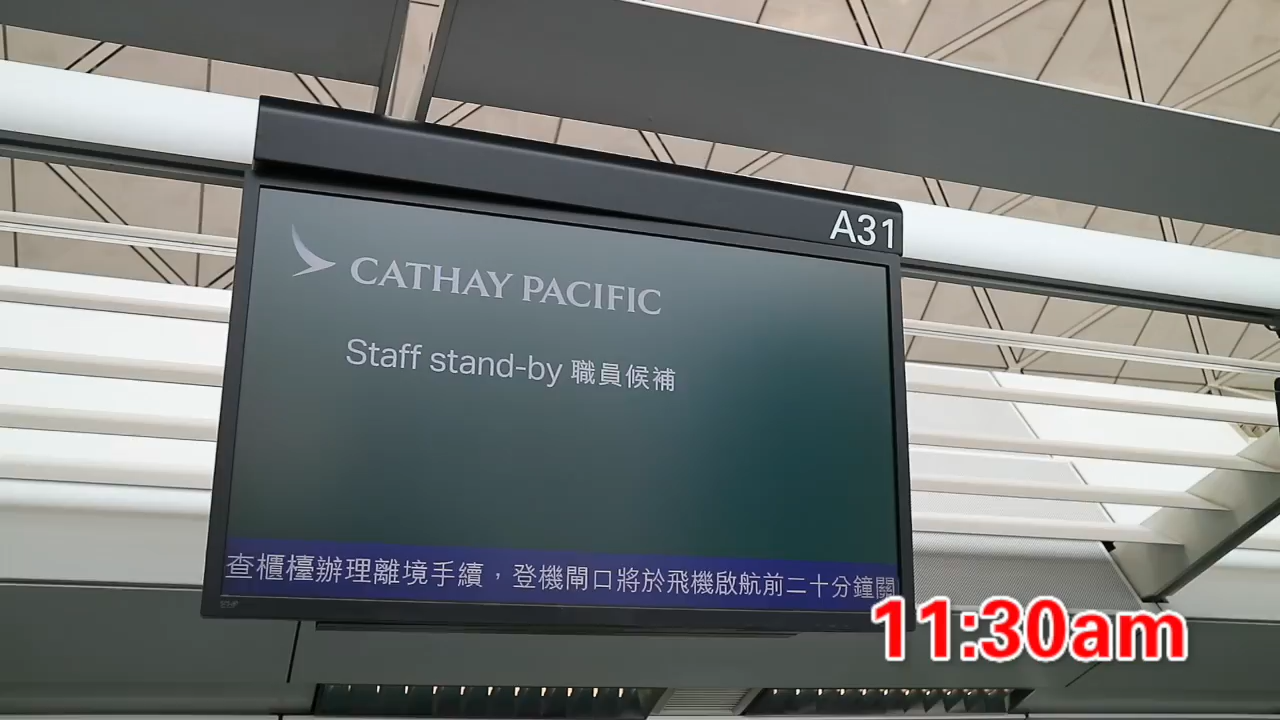 A31
CATHAY PACIFIC
Staff stand-by 職員候補
查櫃檯辦理離境手續，登機閘口將於飛機啟航前二十分鐘關
11:30am